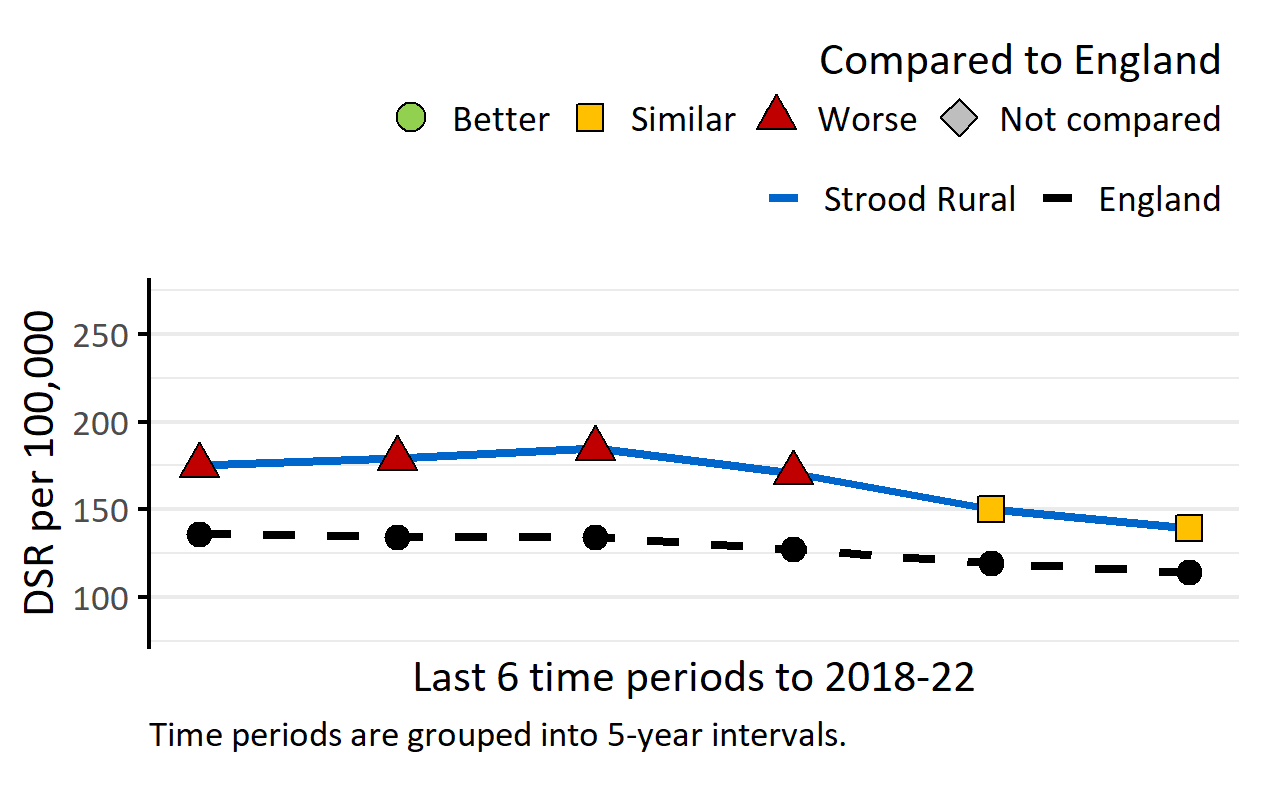 Compared to England
Better Similar Worse Not compared
Strood Rural England
DSR per 100,000
250
200
150
100
Last 6 time periods to 2018-22
Time periods are grouped into 5-year intervals.